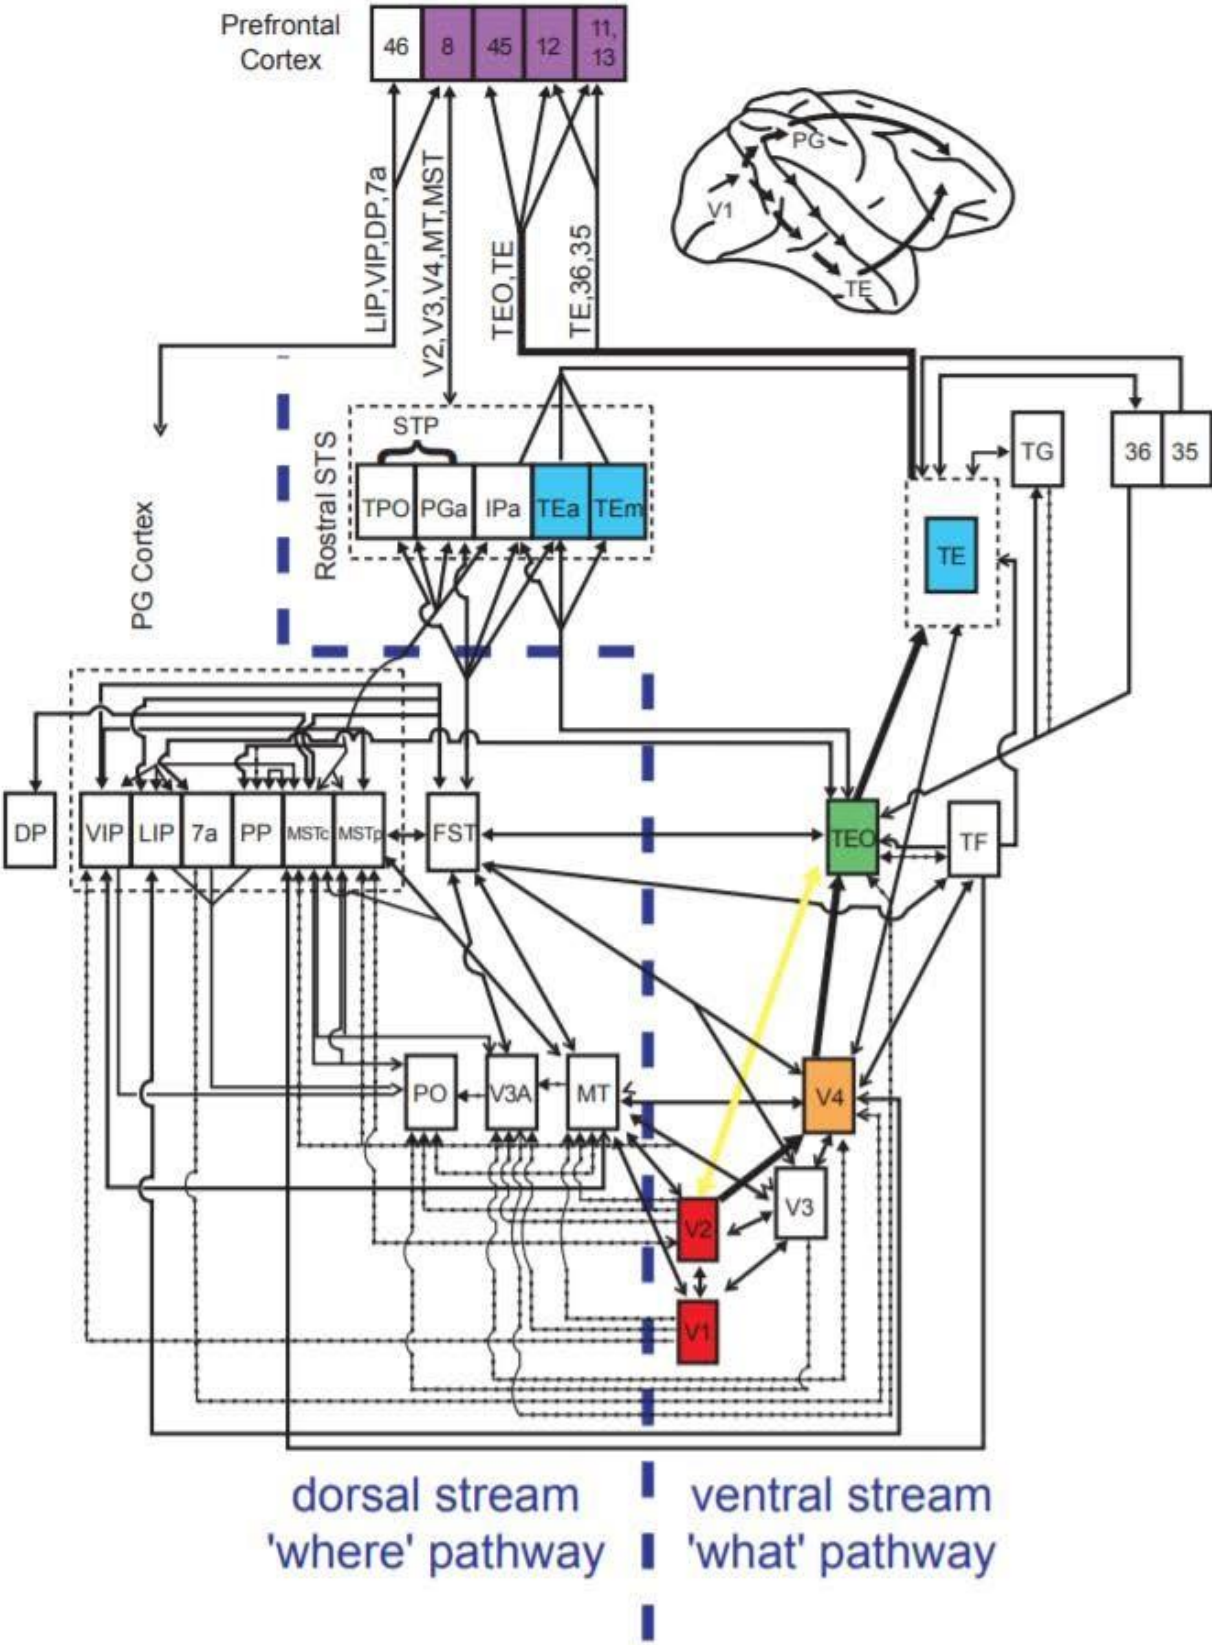 Prefrontal
Cortex
46
8
45
12
11,
13
LIP,VIP,DP,7a
V2,V3,V4,MT,MST
TEO,TE
TE,36,35
PG
V1
TE
PG Cortex
Rostral STS
STP
TPO
PGa
IPa
TEa
TEm
TE
TG
36
35
DP
VIP
LIP
7a
PP
MSTc
MSTp
FST
TEO
TF
PO
V3A
MT
V4
V3
V2
V1
dorsal stream
'where' pathway
ventral stream
'what' pathway